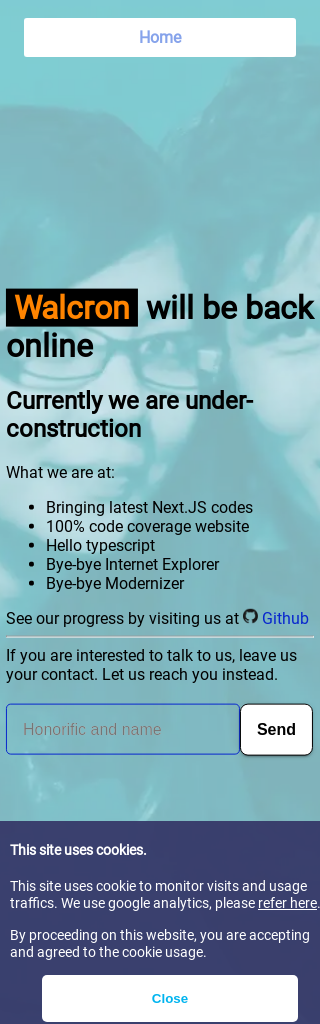 Home
Walcron will be back
online
Currently we are under-
construction
What we are at:
Bringing latest Next.JS codes
100% code coverage website
Hello typescript
Bye-bye Internet Explorer
Bye-bye Modernizer
See our progress by visiting us at Github
If you are interested to talk to us, leave us
your contact. Let us reach you instead.
Honorific and name Send
This site uses cookies.
This site uses cookie to monitor visits and usage
traffics. We use google analytics, please refer here.
By proceeding on this website, you are accepting
and agreed to the cookie usage.
Close